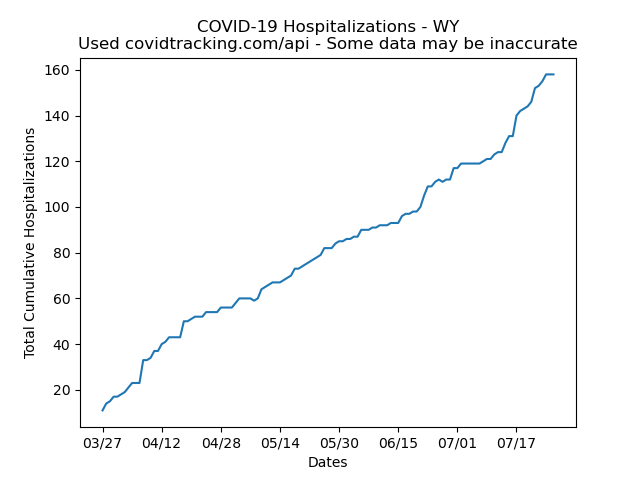 COVID-19 Hospitalizations - WY
Used covidtracking.com/api - Some data may be inaccurate
Total Cumulative Hospitalizations
160
140
120
100
80
60
40
20
03/27 04/12 04/28 05/14 05/30 06/15 07/01 07/17
Dates